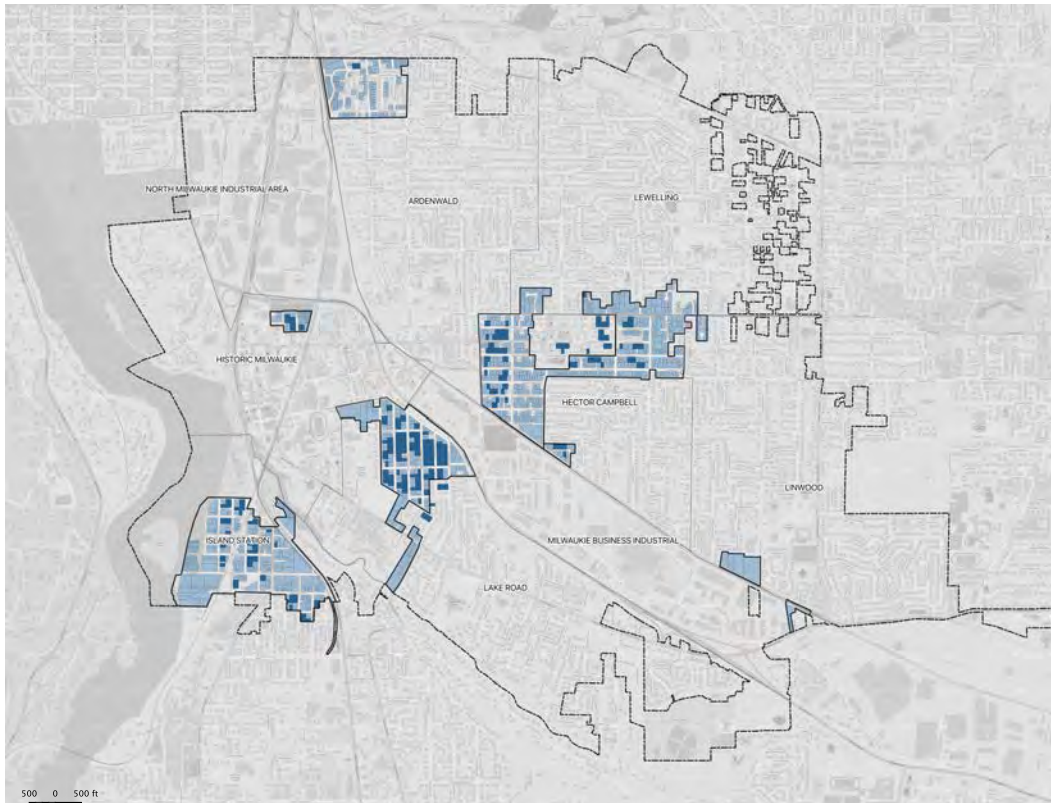 NORTH MILWAUKIE INDUSTRIAL AREA
ARDENWALD
LEWELLING
HISTORIC MILWAUKIE
HECTOR CAMPBELL
LINWOOD
ISLAND STATION
MILWAUKIE BUSINESS INDUSTRIAL
LAKE ROAD
500 0 500 ft